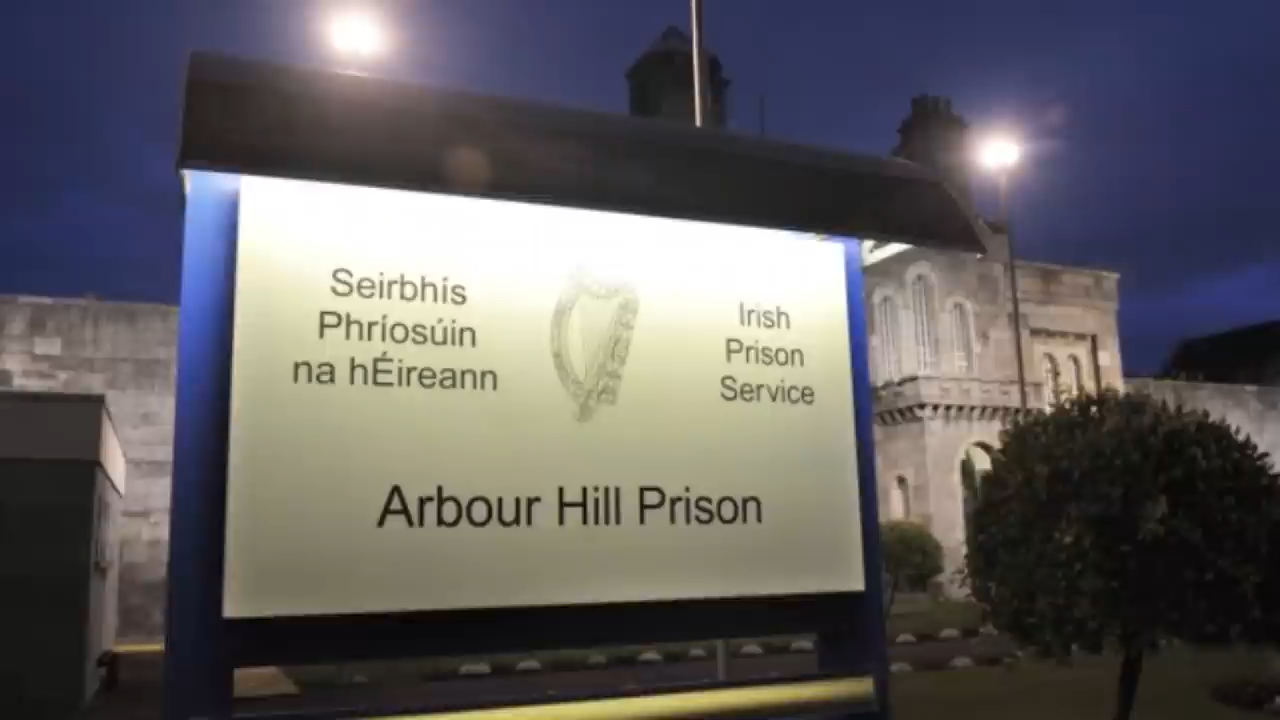 Seirbhís
Phríosúin
na hÉireann
Irish
Prison
Service
Arbour Hill Prison